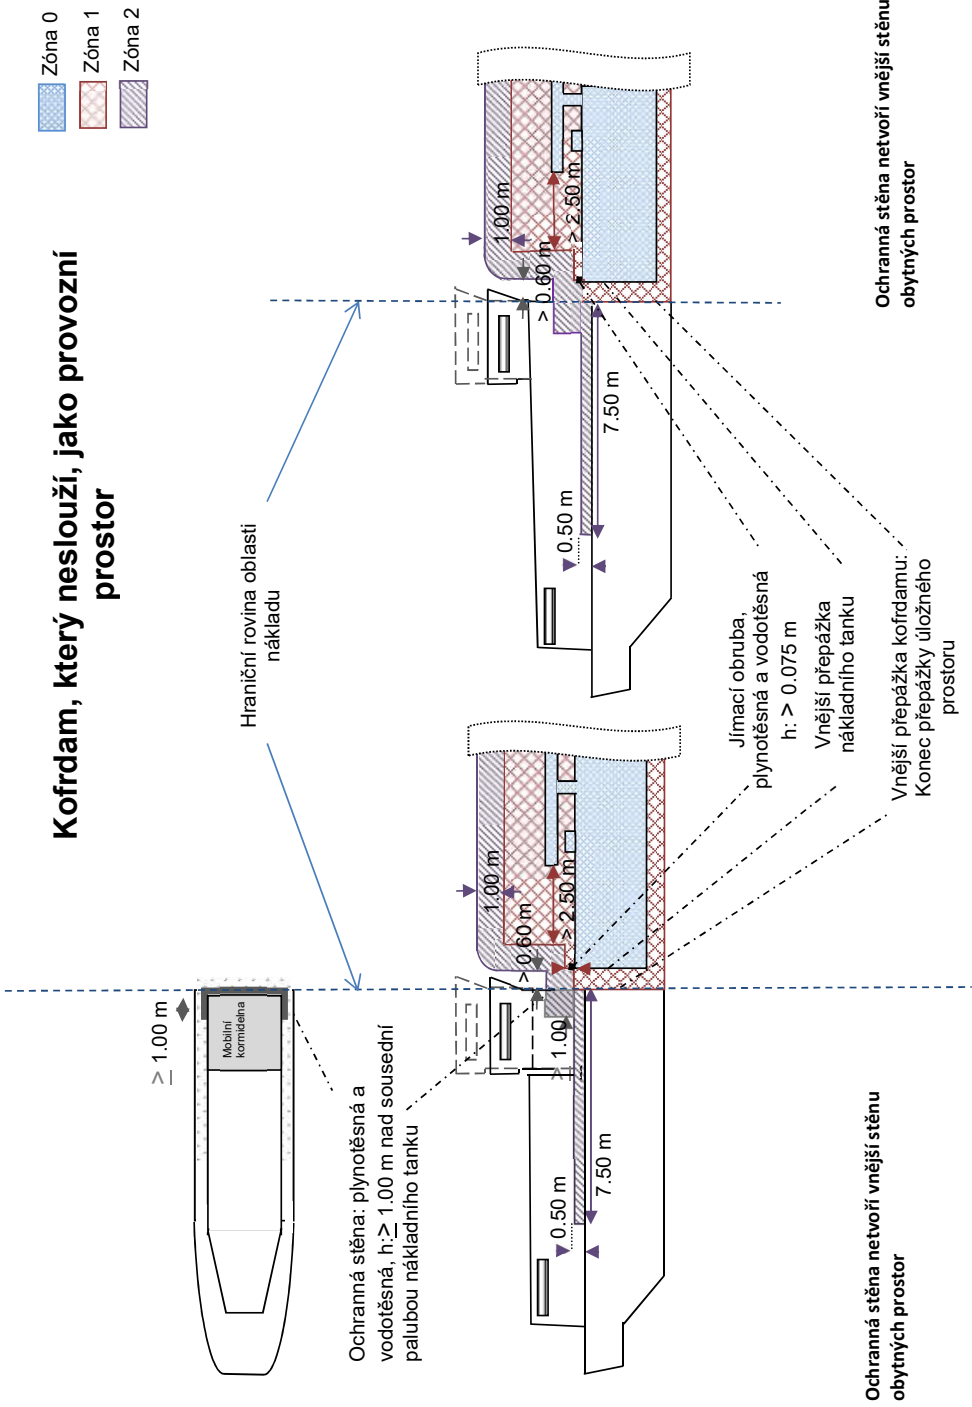 Kofrdam, který neslouží, jako provozní
prostor
Zóna 0
Zóna 1
Zóna 2
Hraniční rovina oblasti
nákladu
≥ 1.00 m
Mobilní
kormidelna
Ochranná stěna: plynotěsná a
vodotěsná, h:≥ 1.00 m nad sousední
palubou nákladního tanku
1.00 m
> 0.60 m
> 2.50 m
> 1.00
0.50 m
7.50 m
1.00 m
> 0.60 m
> 2.50 m
0.50 m
7.50 m
Jímací obruba,
plynotěsná a vodotěsná
h: > 0.075 m
Vnější přepážka
nákladního tanku
Vnější přepážka kofrdamu:
Konec přepážky úložného
prostoru
Ochranná stěna netvoří vnější stěnu
obytných prostor
Ochranná stěna netvoří vnější stěnu
obytných prostor